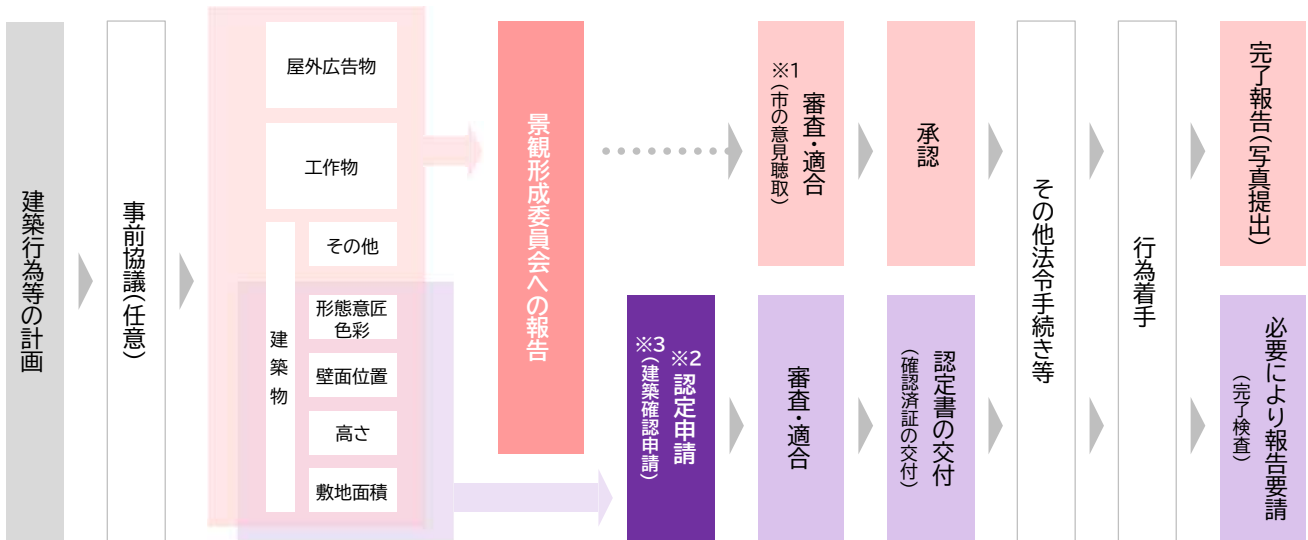 建築行為等の計画
事前協議(任意)
屋外広告物
工作物
建築物
その他
形態意匠
色彩
壁面位置
高さ
敷地面積
景観形成委員会への報告
※1
審査・適合
(市の意見聴取)
承認
※2
認定申請
※3
(建築確認申請)
審査・適合
認定書の交付
(確認済証の交付)
その他法令手続き等
行為着手
完了報告(写真提出)
必要により報告要請
(完了検査)